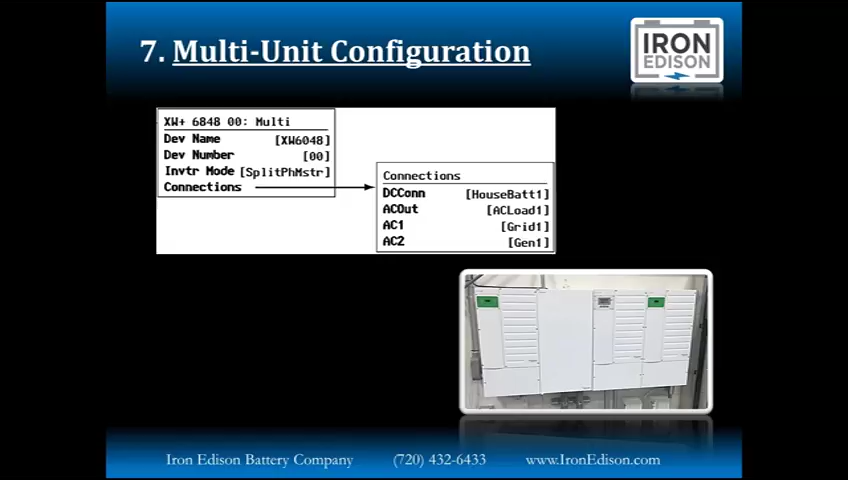 7. Multi-Unit Configuration
IRON
EDISON
XW+ 6848 00: Multi
Dev Name [XW6048]
Dev Number [00]
Invtr Mode [SplitPhMstr]
Connections
Connections
DCConn [HouseBatt1]
ACOut [ACLoad1]
AC1 [Grid1]
AC2 [Gen1]
Iron Edison Battery Company (720) 432-6433 www.IronEdison.com